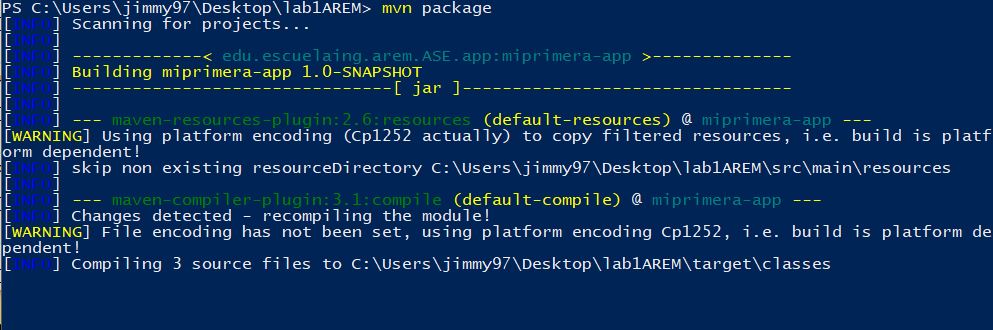 PS C:\Users\jimmy97\Desktop\lab1AREM> mvn package
[INFO] Scanning for projects...
[INFO]
[INFO] -------------< edu.escuelaing.arem.ASE.app:miprimera-app >--------------
[INFO] Building miprimera-app 1.0-SNAPSHOT
[INFO] --------------------------------[ jar ]---------------------------------
[INFO]
[INFO] --- maven-resources-plugin:2.6:resources (default-resources) @ miprimera-app ---
[WARNING] Using platform encoding (Cp1252 actually) to copy filtered resources, i.e. build is platf
orm dependent!
[INFO] skip non existing resourceDirectory C:\Users\jimmy97\Desktop\lab1AREM\src\main\resources
[INFO]
[INFO] --- maven-compiler-plugin:3.1:compile (default-compile) @ miprimera-app ---
[INFO] Changes detected - recompiling the module!
[WARNING] File encoding has not been set, using platform encoding Cp1252, i.e. build is platform de
pendent!
[INFO] Compiling 3 source files to C:\Users\jimmy97\Desktop\lab1AREM\target\classes